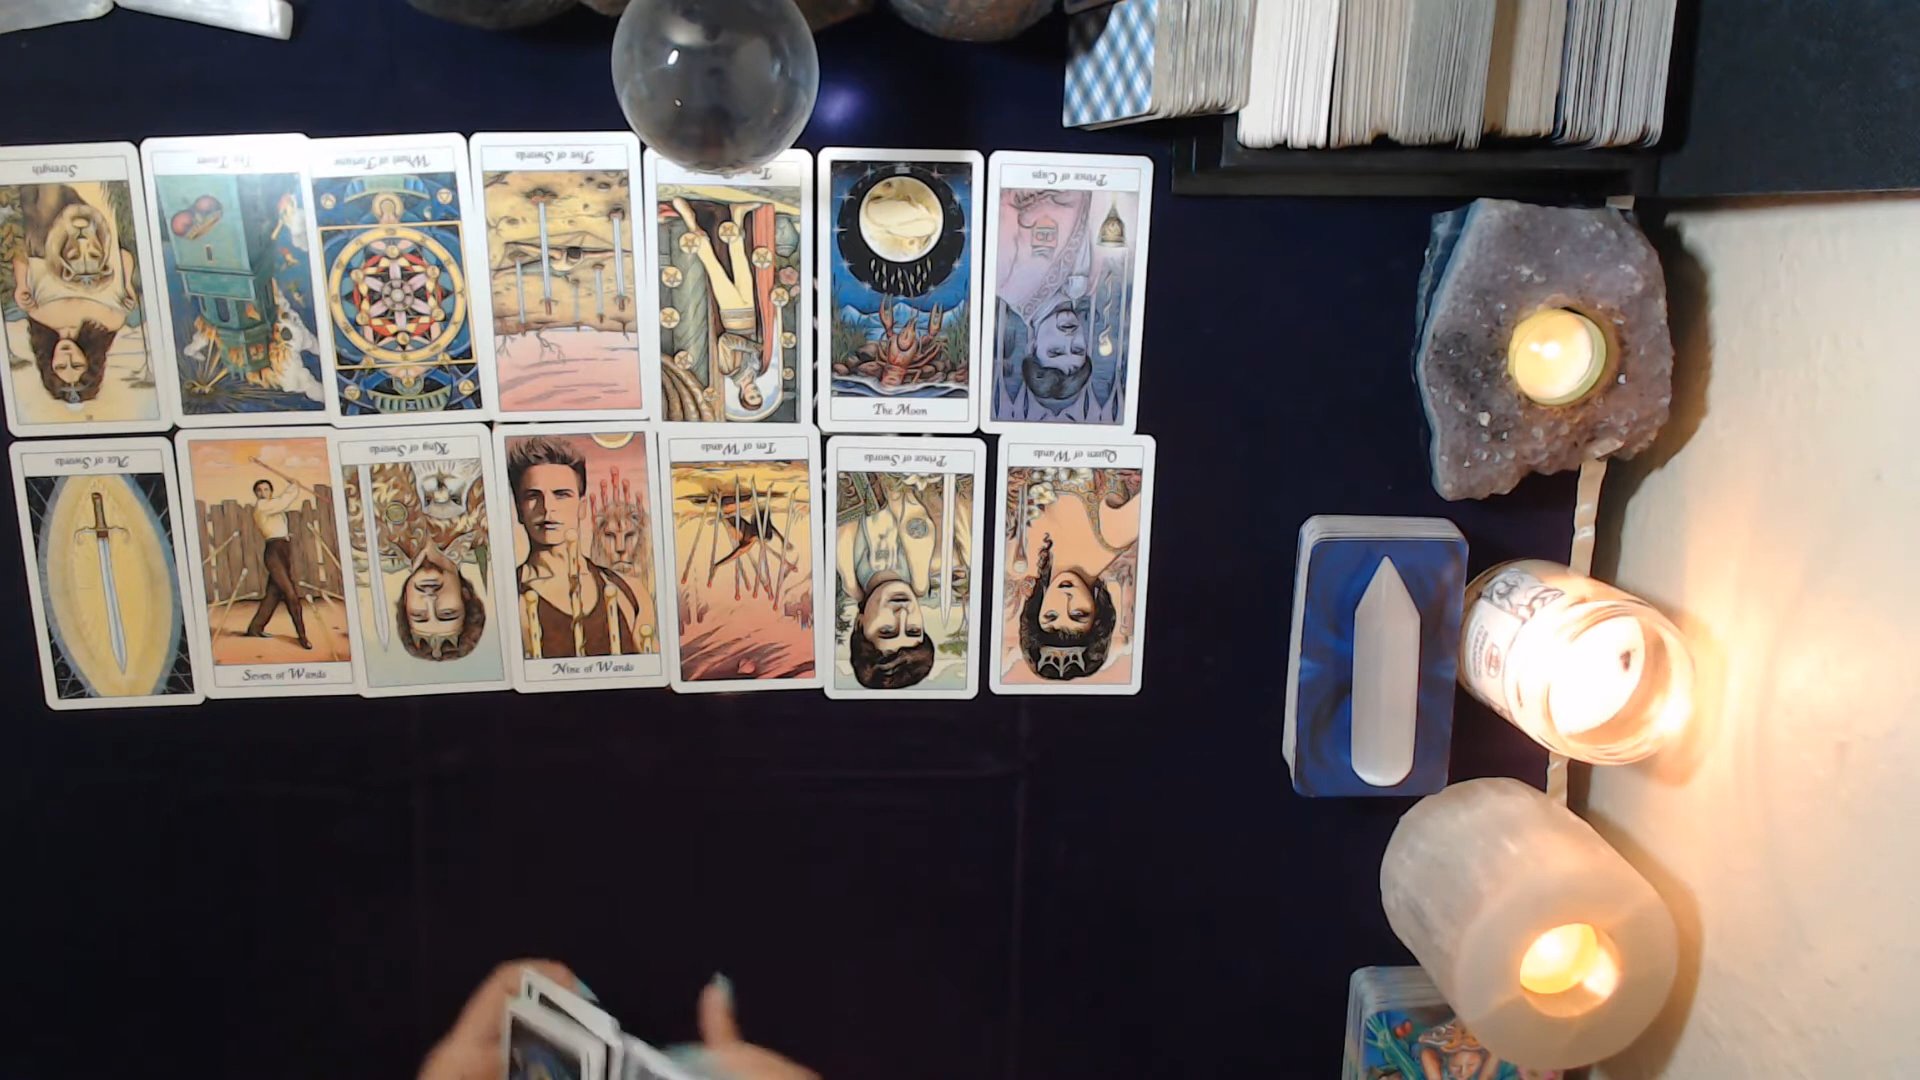 Strength
The Tower
Wheel of Fortune
Five of Swords
The Moon
Prince of Cups
Ace of Swords
Seven of Wands
King of Swords
Nine of Wands
Ten of Wands
Prince of Swords
Queen of Wands